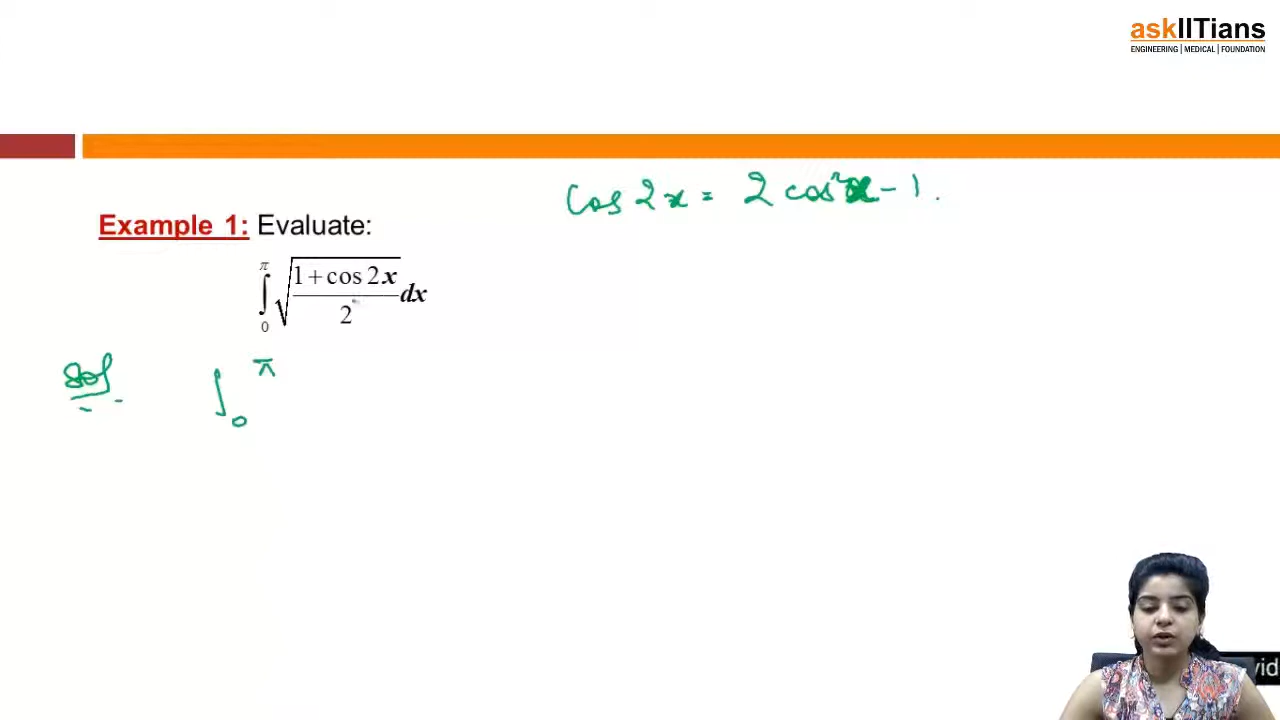 askIITians
ENGINEERING | MEDICAL | FOUNDATION
cos 2x = 2 cos²x - 1.
Example 1: Evaluate:
∫₀^π √((1 + cos 2x)/2) dx
Sol
∫₀^π
vid